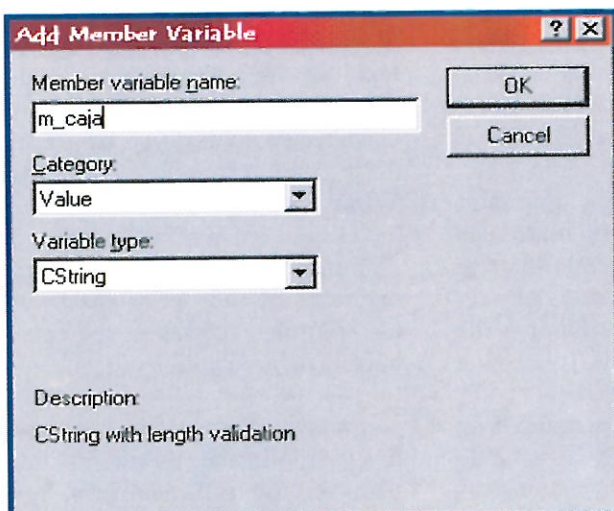 Add Member Variable
Member variable name:
m_caja
Category:
Value
Variable type:
CString
OK
Cancel
Description:
CString with length validation